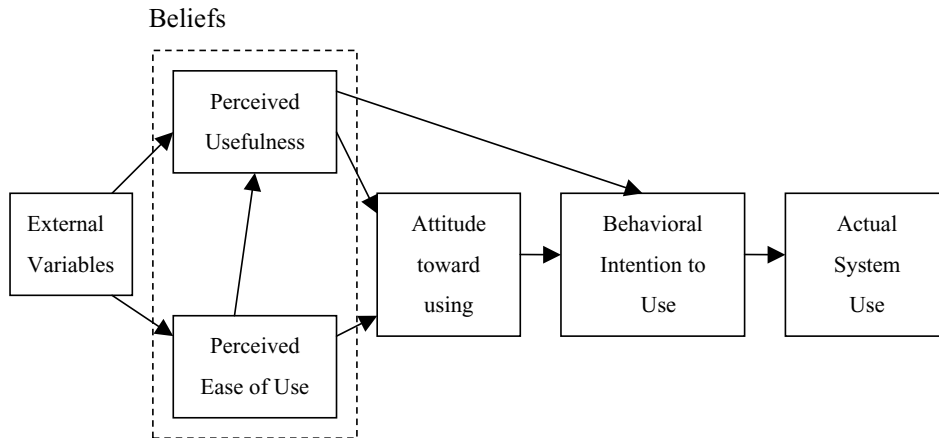 Beliefs
Perceived
Usefulness
External
Variables
Perceived
Ease of Use
Attitude
toward
using
Behavioral
Intention to
Use
Actual
System
Use